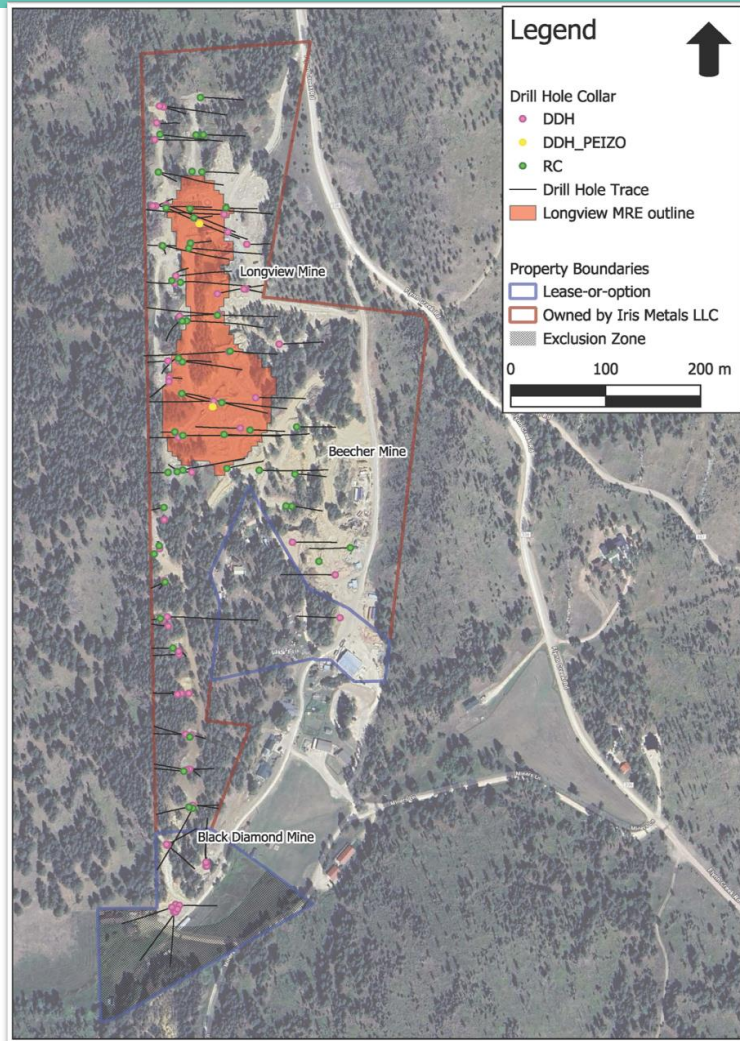 Legend
Drill Hole Collar
DDH
DDH_PEIZO
RC
Drill Hole Trace
Longview MRE outline
Property Boundaries
Lease-or-option
Owned by Iris Metals LLC
Exclusion Zone
0 100 200 m
Longview Mine
Beecher Mine
Black Diamond Mine